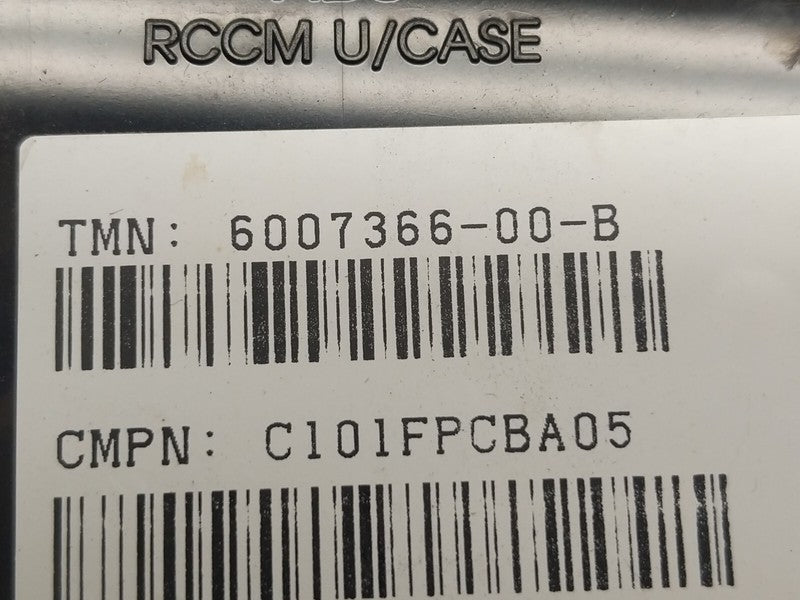 RCCM U/CASE
TMN: 6007366-00-B
CMPN: C101FPCBA05